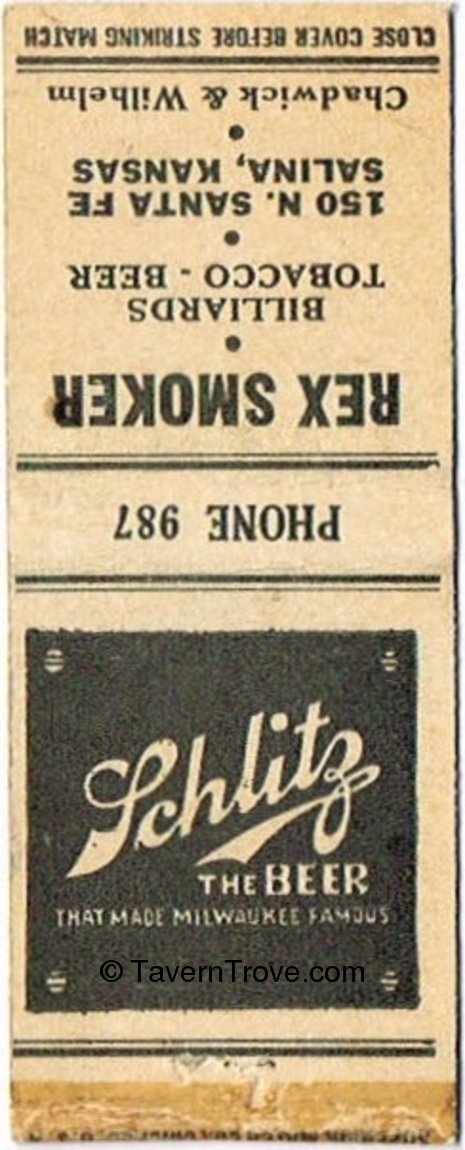 Schlitz
THE BEER
THAT MADE MILWAUKEE FAMOUS
© TavernTrove.com
PHONE 987
REX SMOKER
•
BILLIARDS
TOBACCO - BEER
•
150 N. SANTA FE
SALINA, KANSAS
•
Chadwick & Wilhelm
CLOSE COVER BEFORE STRIKING MATCH